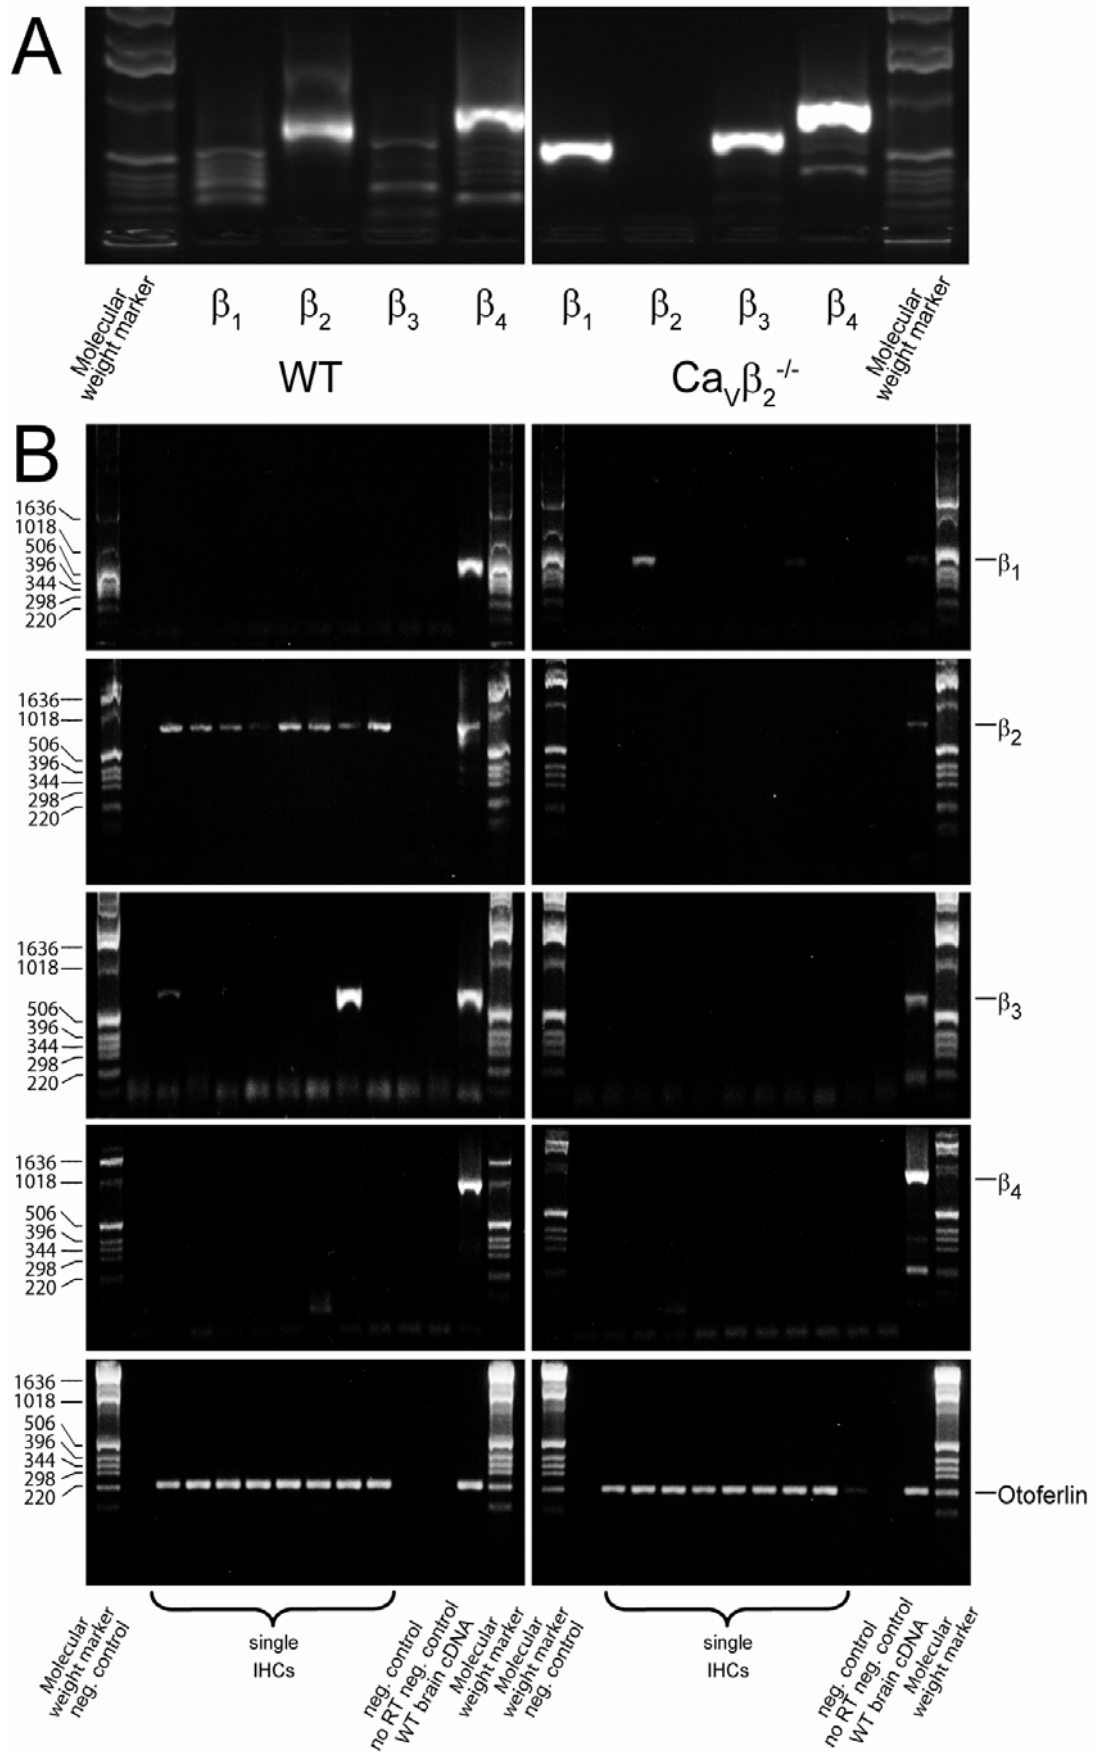 A
Molecular
weight marker
β1
β2
β3
β4
WT
β1
β2
β3
β4
CaVβ2-/-
Molecular
weight marker
B
1636
1018
506
396
344
298
220
β1
1636
1018
506
396
344
298
220
β2
1636
1018
506
396
344
298
220
β3
1636
1018
506
396
344
298
220
β4
1636
1018
506
396
344
298
220
Otoferlin
Molecular
weight marker
neg. control
single
IHCs
neg. control
no RT neg. control
WT brain cDNA
Molecular
weight marker
Molecular
weight marker
neg. control
single
IHCs
neg. control
no RT neg. control
WT brain cDNA
Molecular
weight marker